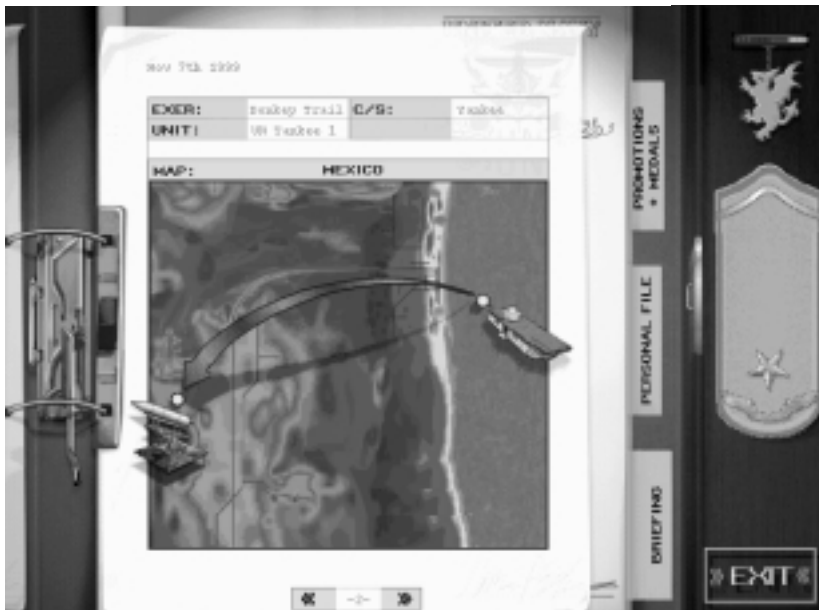 Nov 7th 1999
EXER: Donkey Trail C/S: Yankee
UNIT: VN Yankee 1
MAP: MEXICO
PROMOTIONS + MEDALS
PERSONAL FILE
BRIEFING
-2-
EXIT